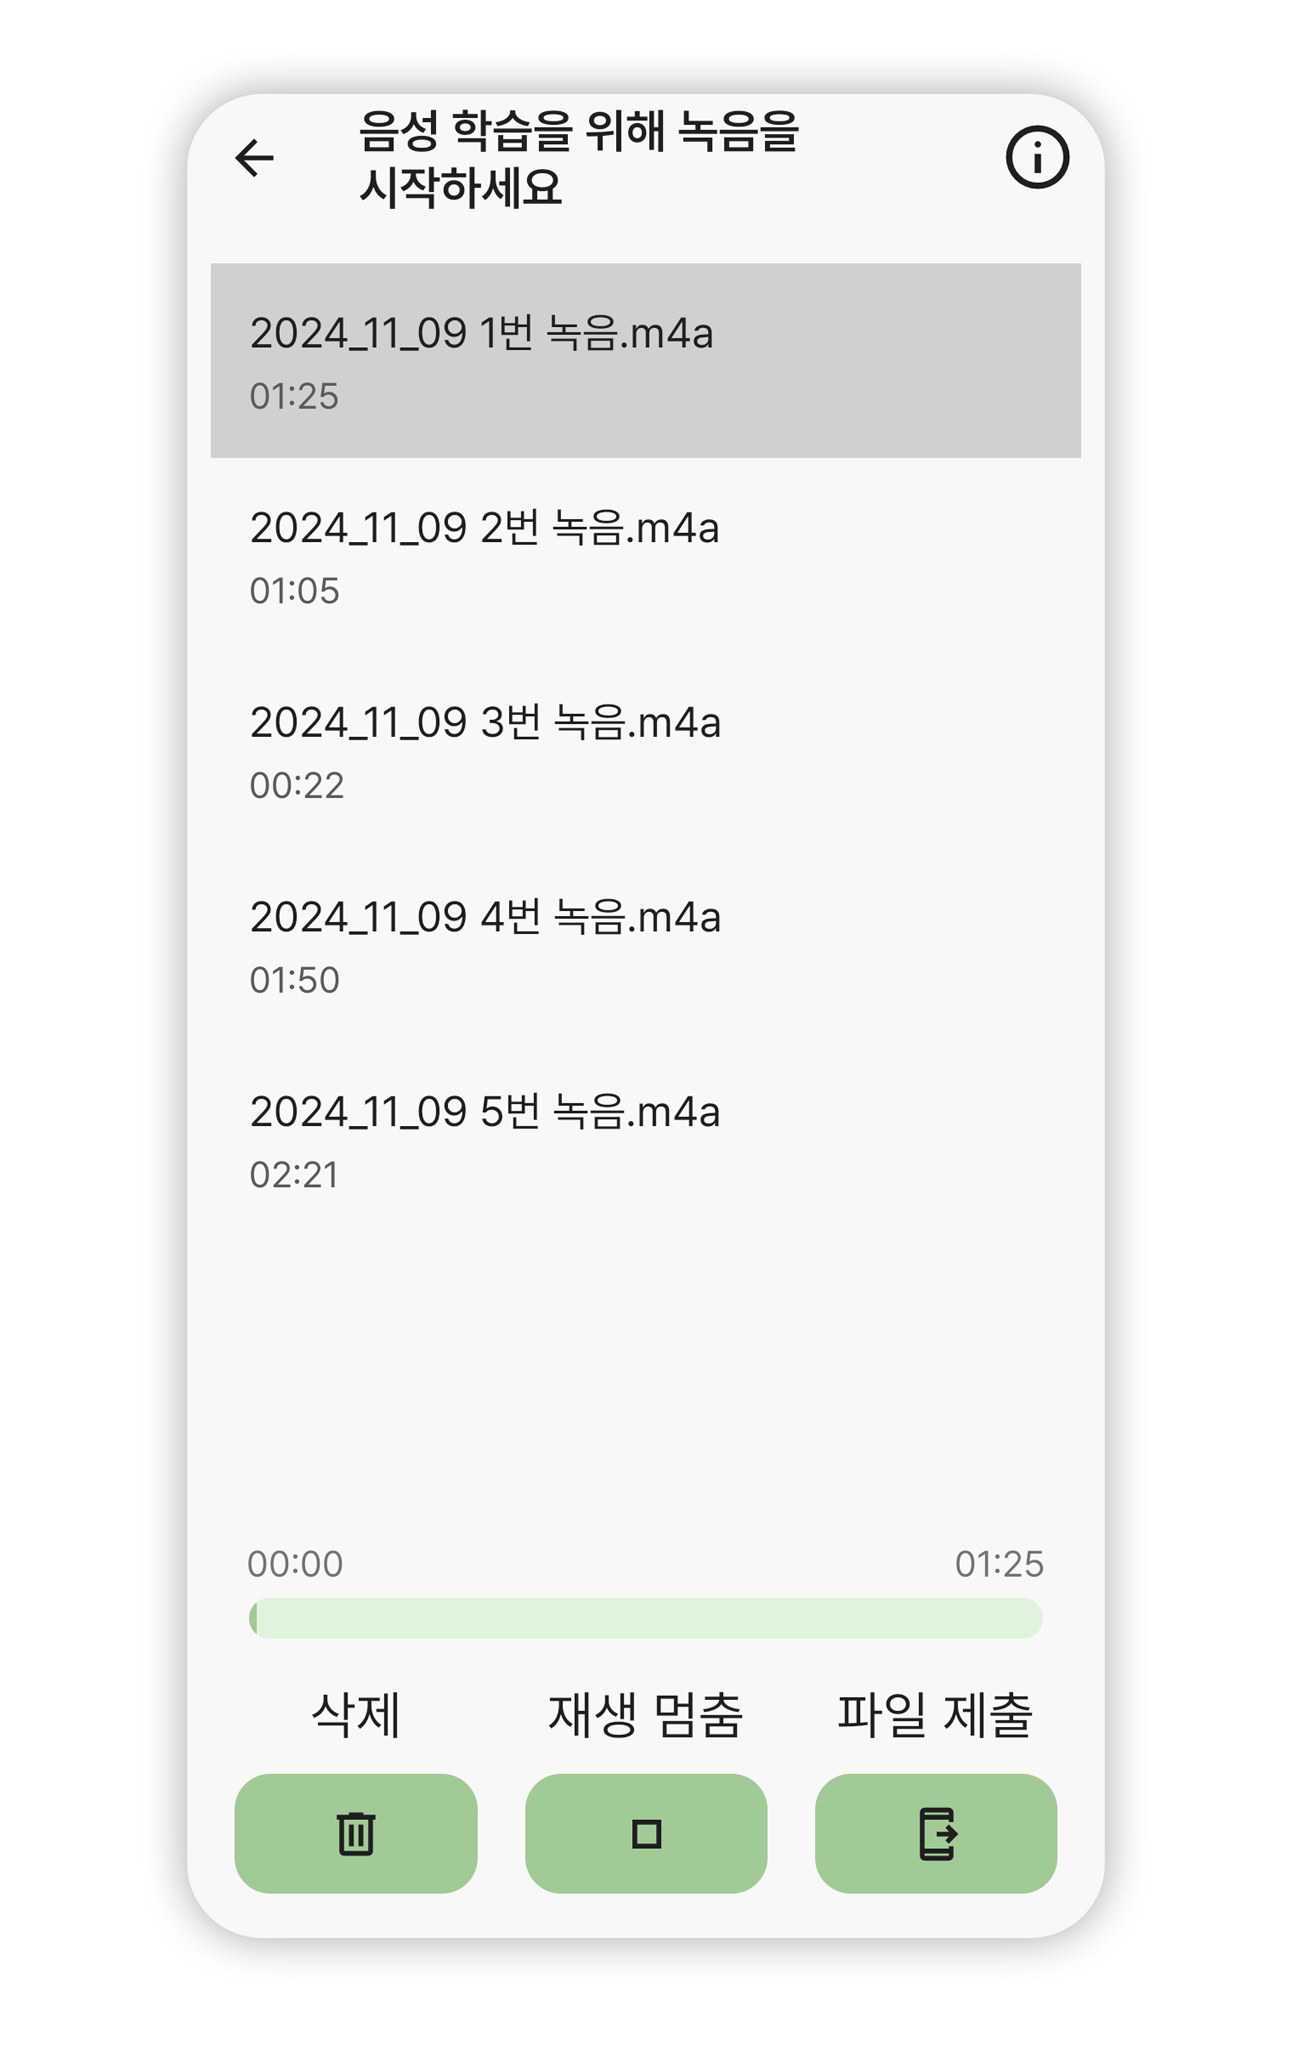 음성 학습을 위해 녹음을
시작하세요
2024_11_09 1번 녹음.m4a
01:25
2024_11_09 2번 녹음.m4a
01:05
2024_11_09 3번 녹음.m4a
00:22
2024_11_09 4번 녹음.m4a
01:50
2024_11_09 5번 녹음.m4a
02:21
00:00 01:25
삭제 재생 멈춤 파일 제출